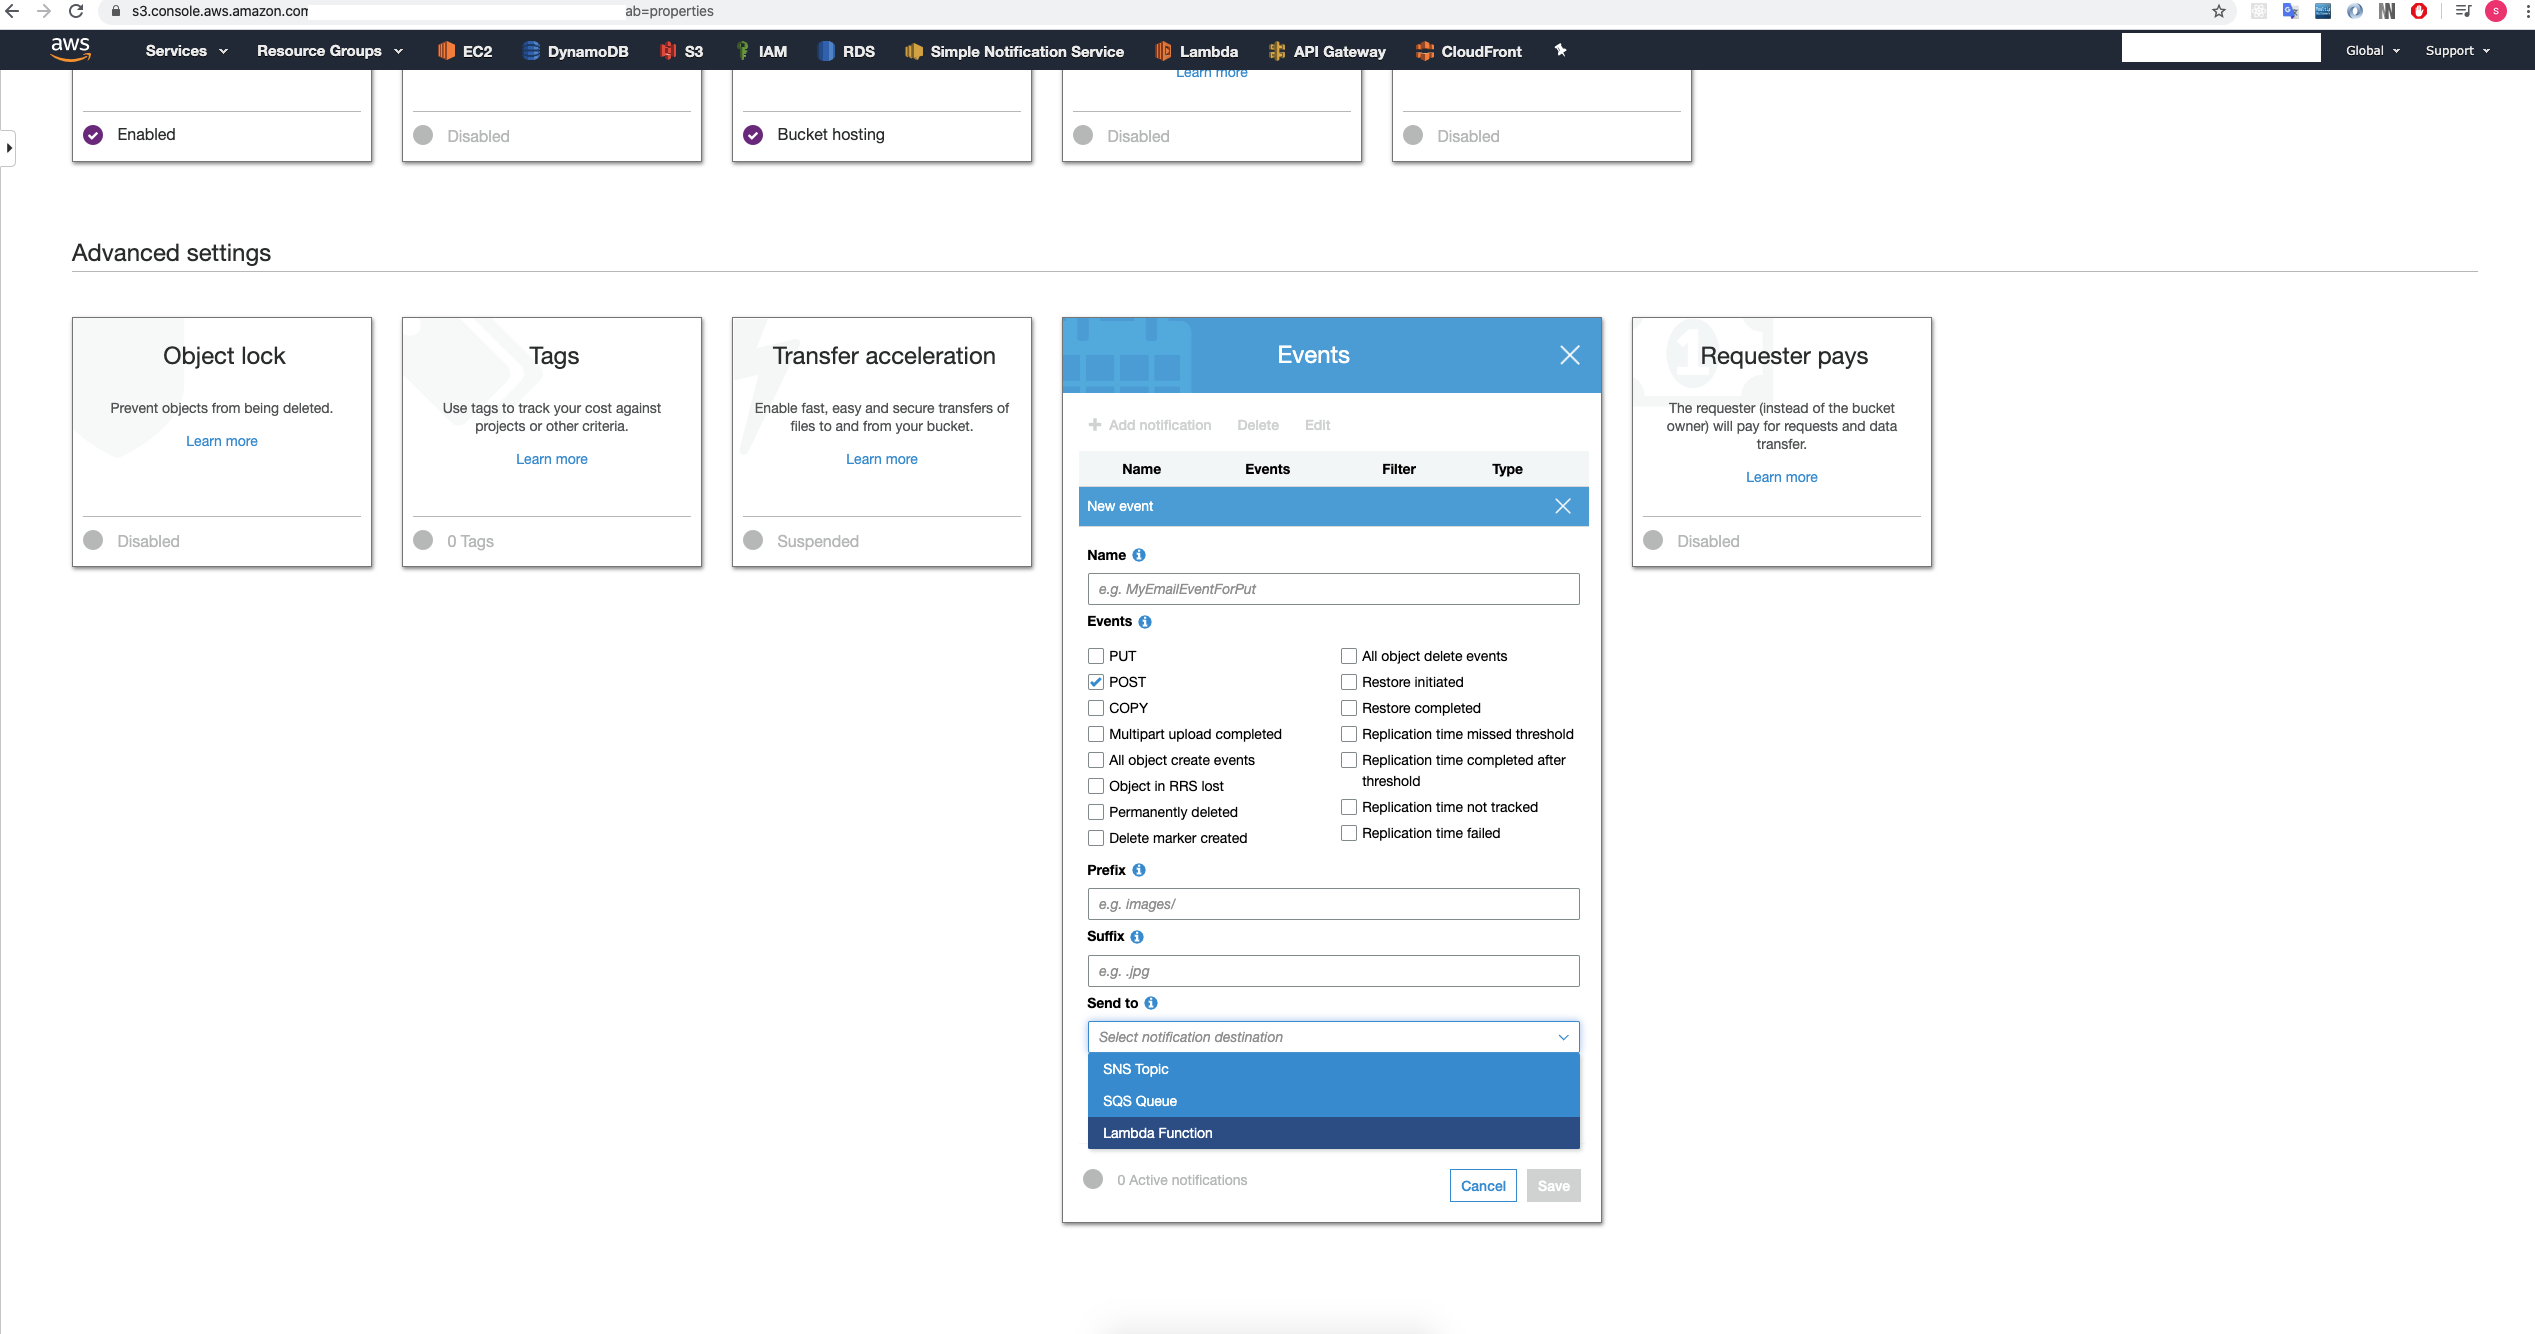 s3.console.aws.amazon.com
ab=properties
S
aws
Services
Resource Groups
EC2
DynamoDB
S3
IAM
RDS
Simple Notification Service
Lambda
API Gateway
CloudFront
Global
Support
Learn more
Enabled
Disabled
Bucket hosting
Disabled
Disabled
Advanced settings
Object lock
Prevent objects from being deleted.
Learn more
Disabled
Tags
Use tags to track your cost against
projects or other criteria.
Learn more
0 Tags
Transfer acceleration
Enable fast, easy and secure transfers of
files to and from your bucket.
Learn more
Suspended
Events
Add notification Delete Edit
Name Events Filter Type
New event
Name
e.g. MyEmailEventForPut
Events
PUT
POST
COPY
Multipart upload completed
All object create events
Object in RRS lost
Permanently deleted
Delete marker created
All object delete events
Restore initiated
Restore completed
Replication time missed threshold
Replication time completed after
threshold
Replication time not tracked
Replication time failed
Prefix
e.g. images/
Suffix
e.g. .jpg
Send to
Select notification destination
SNS Topic
SQS Queue
Lambda Function
0 Active notifications
Cancel
Save
Requester pays
The requester (instead of the bucket
owner) will pay for requests and data
transfer.
Learn more
Disabled